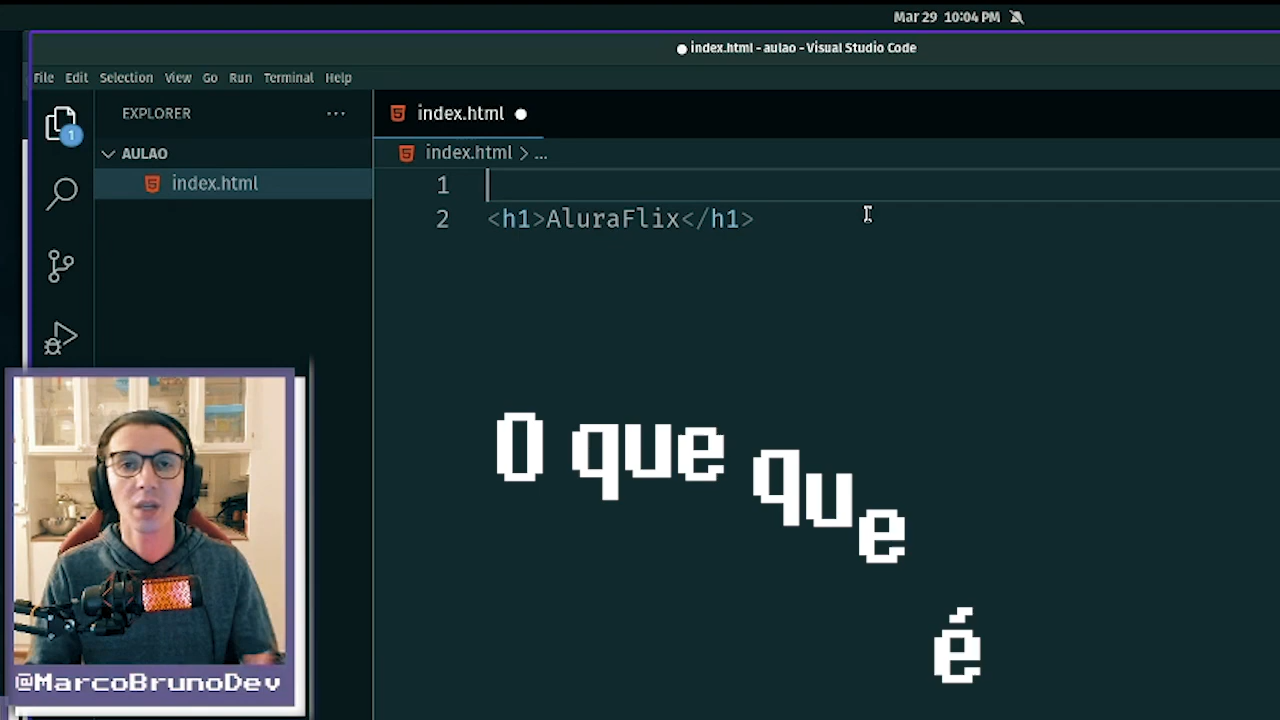 Mar 29 10:04 PM
index.html - aulao - Visual Studio Code
File Edit Selection View Go Run Terminal Help
EXPLORER ...
index.html
AULAO
index.html > ...
index.html
1
1
2 <h1>AluraFlix</h1>
O que que
é
@MarcoBrunoDev